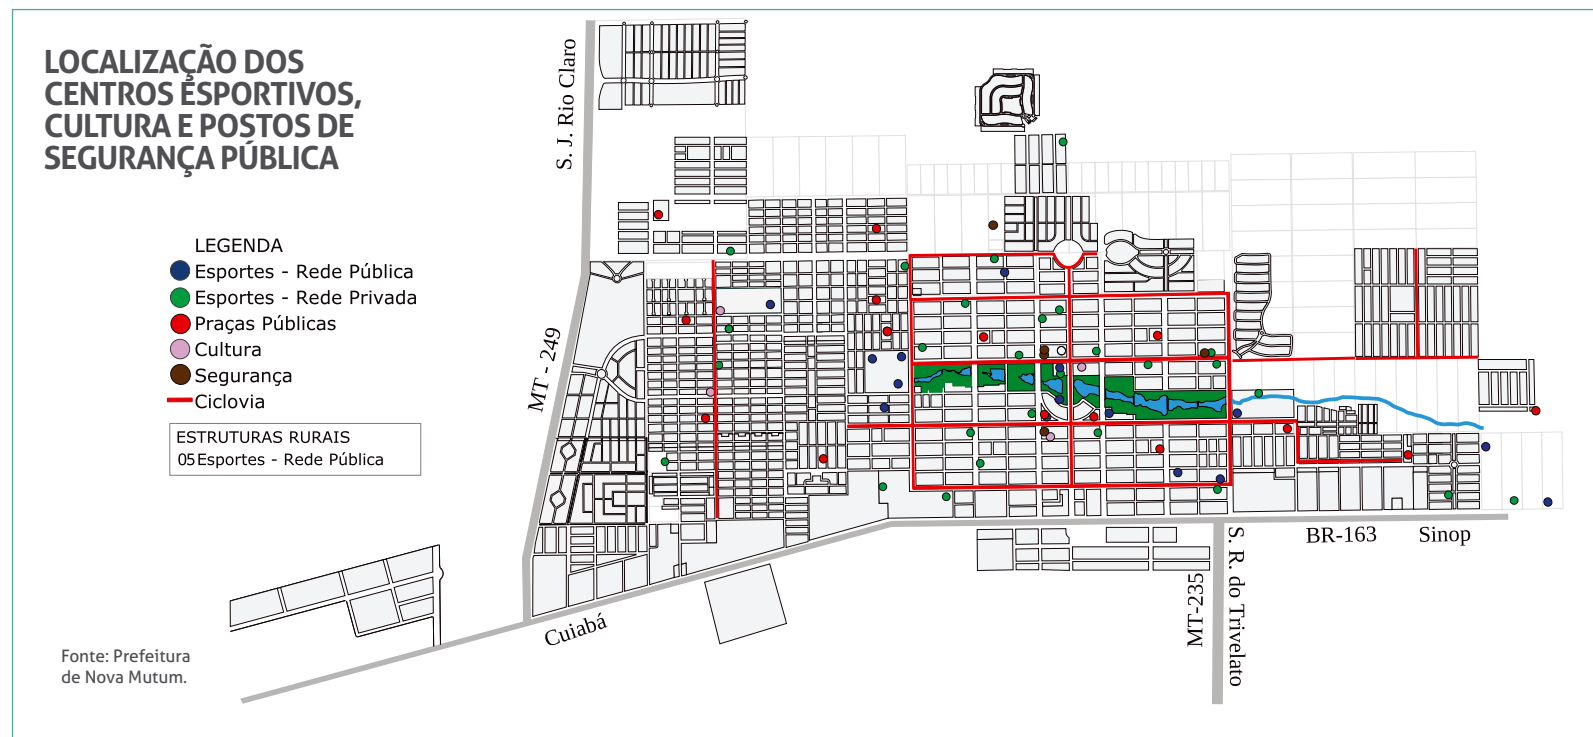 LOCALIZAÇÃO DOS
CENTROS ESPORTIVOS,
CULTURA E POSTOS DE
SEGURANÇA PÚBLICA
LEGENDA
Esportes - Rede Pública
Esportes - Rede Privada
Praças Públicas
Cultura
Segurança
Ciclovia
ESTRUTURAS RURAIS
05 Esportes - Rede Pública
Fonte: Prefeitura
de Nova Mutum.
S. J. Rio Claro
MT - 249
Cuiabá
MT-235
S. R. do Trivelato
BR-163
Sinop